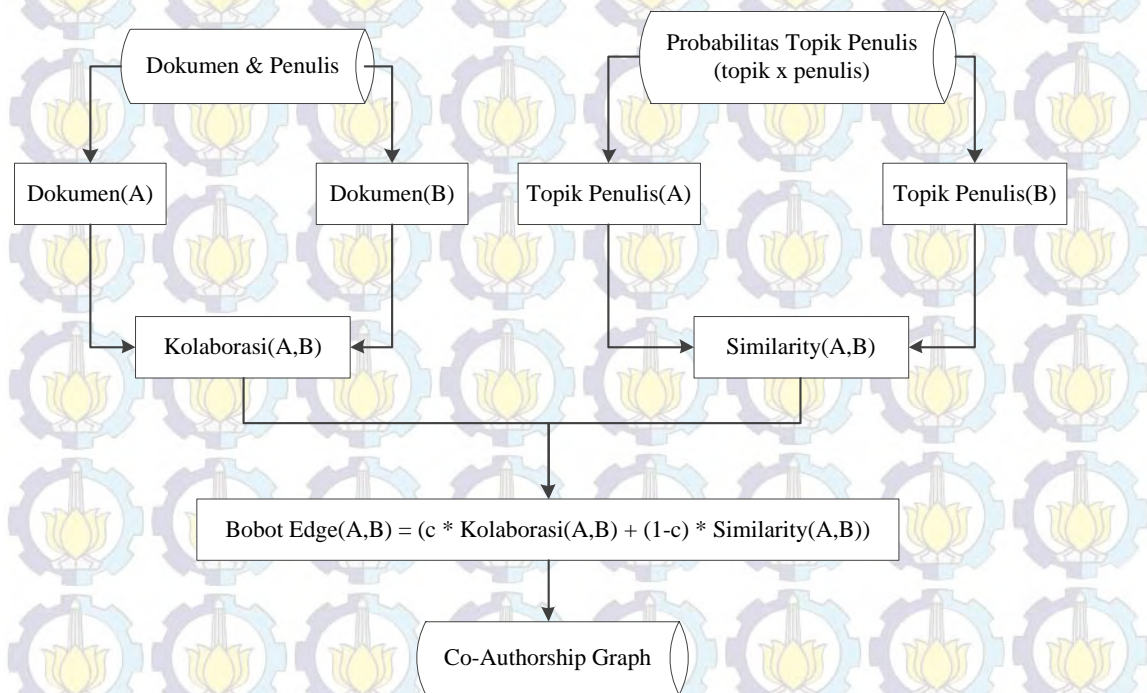 Dokumen & Penulis
Probabilitas Topik Penulis
(topik x penulis)
Dokumen(A)
Dokumen(B)
Topik Penulis(A)
Topik Penulis(B)
Kolaborasi(A,B)
Similarity(A,B)
Bobot Edge(A,B) = (c * Kolaborasi(A,B) + (1-c) * Similarity(A,B))
Co-Authorship Graph